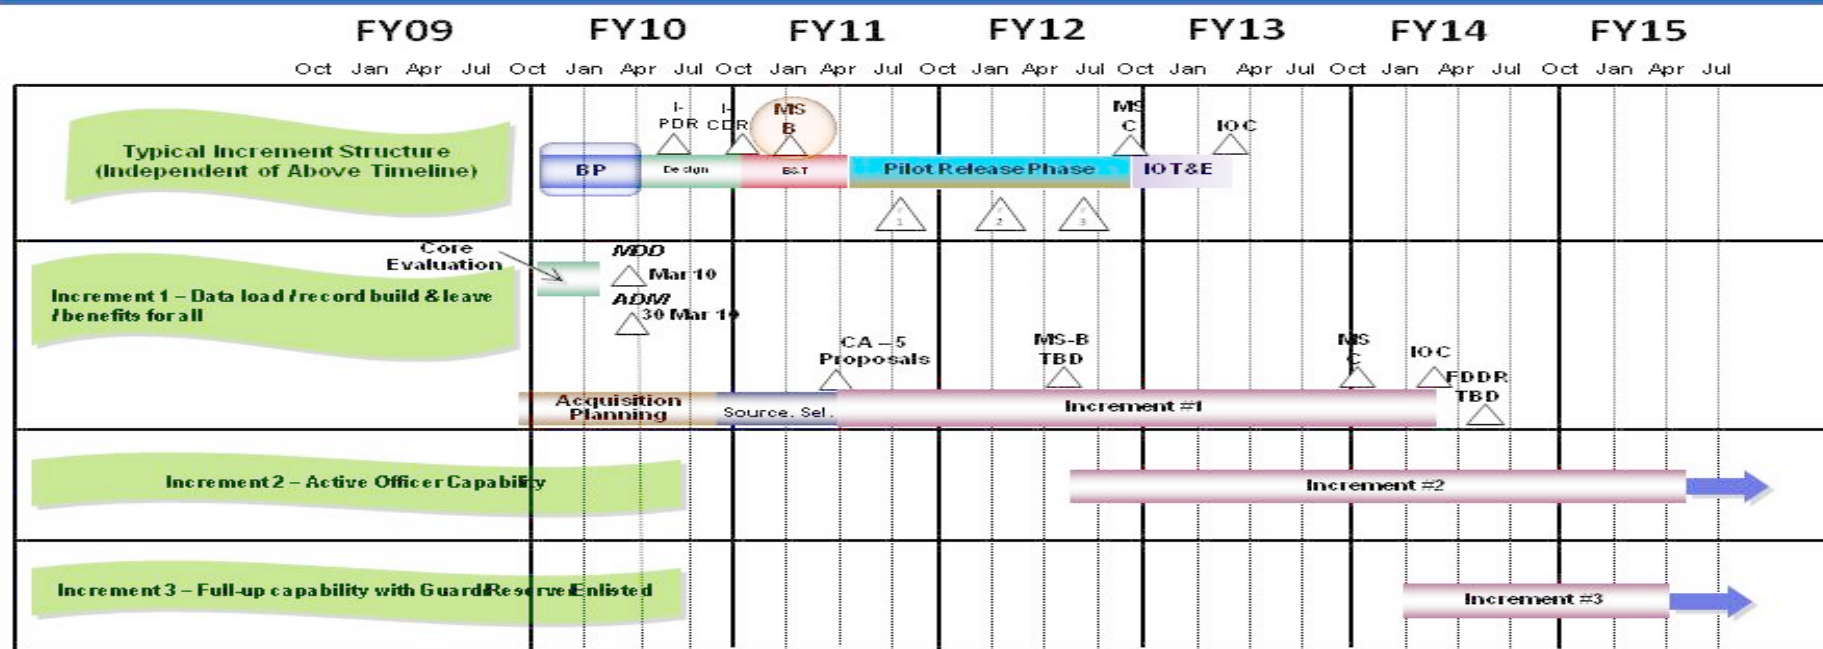 FY09 FY10 FY11 FY12 FY13 FY14 FY15
Oct Jan Apr Jul Oct Jan Apr Jul Oct Jan Apr Jul Oct Jan Apr Jul Oct Jan Apr Jul Oct Jan Apr Jul Oct Jan Apr Jul
Typical Increment Structure
(Independent of Above Timeline)
I-
PDR
I-
CDR
MS
B
MS
C
IOC
BP
Design
B&T
Pilot Release Phase
IOT&E
1
2
3
Core
Evaluation
MDD
Mar 10
ADM
30 Mar 10
Increment 1 – Data load / record build & leave
/ benefits for all
CA – 5
Proposals
MS-B
TBD
MS
C
IOC
FDDR
TBD
Acquisition
Planning
Source. Sel.
Increment #1
Increment 2 – Active Officer Capability
Increment #2
Increment 3 – Full-up capability with Guard/Reserve/Enlisted
Increment #3